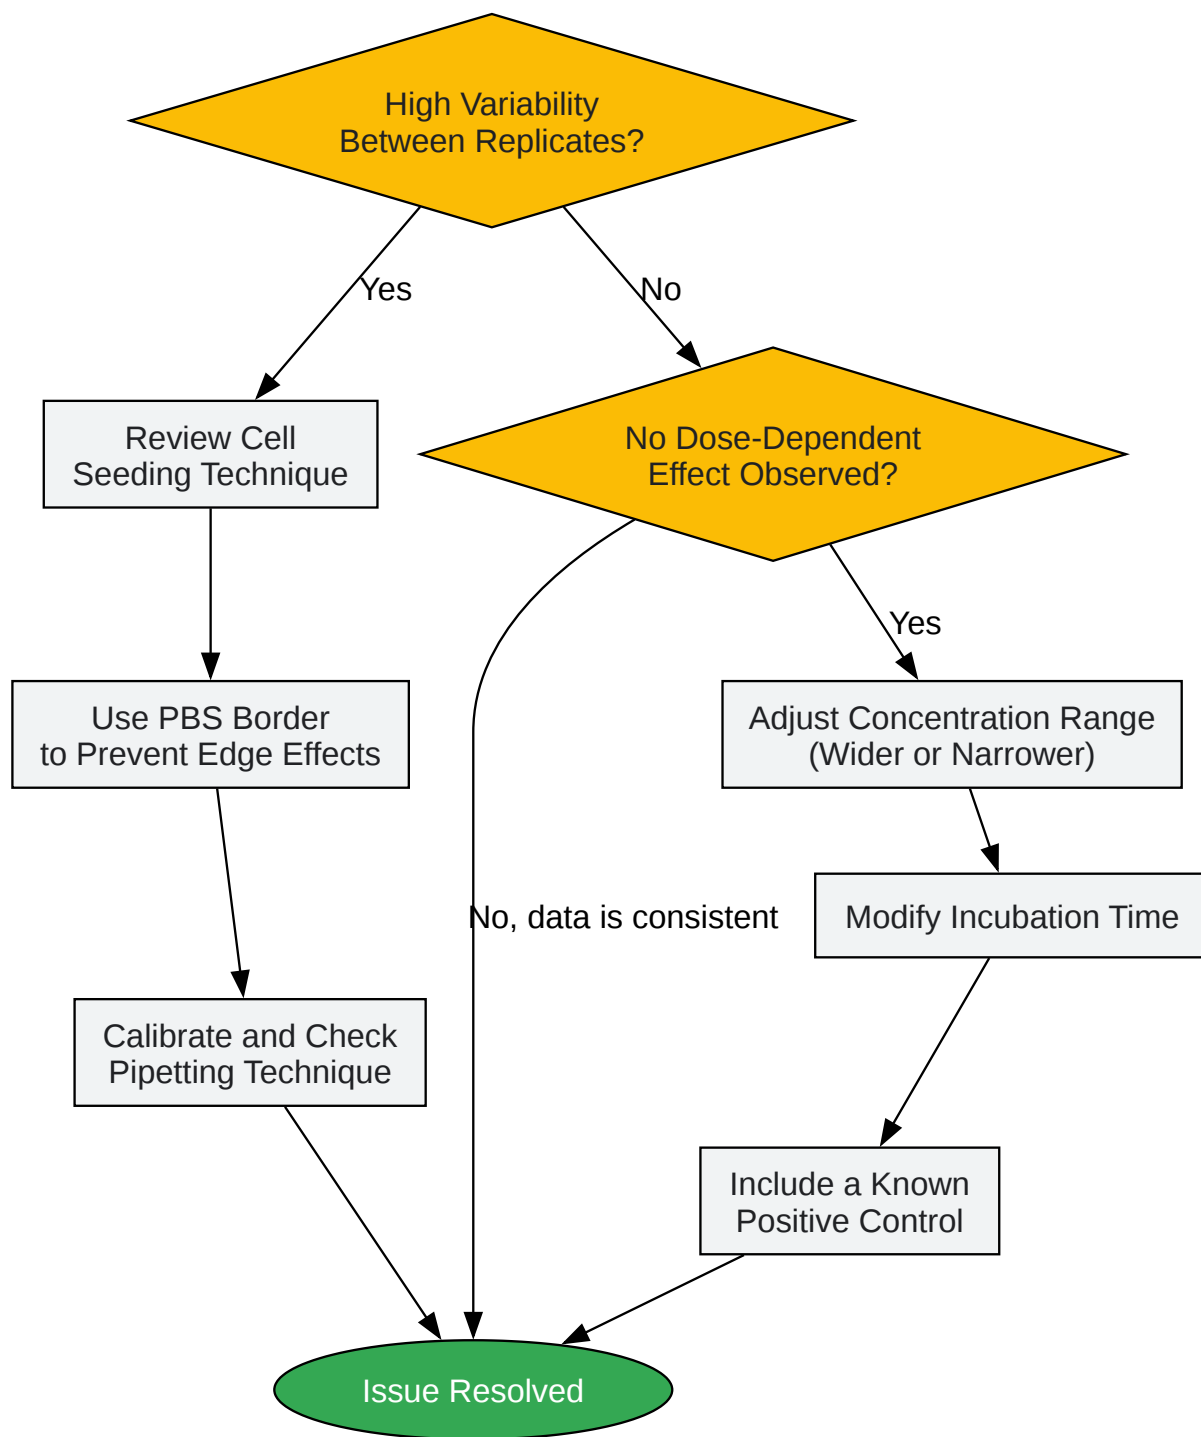 High Variability
Between Replicates?
Yes
No
Review Cell
Seeding Technique
No Dose-Dependent
Effect Observed?
Yes
Use PBS Border
to Prevent Edge Effects
Adjust Concentration Range
(Wider or Narrower)
No, data is consistent
Modify Incubation Time
Calibrate and Check
Pipetting Technique
Include a Known
Positive Control
Issue Resolved